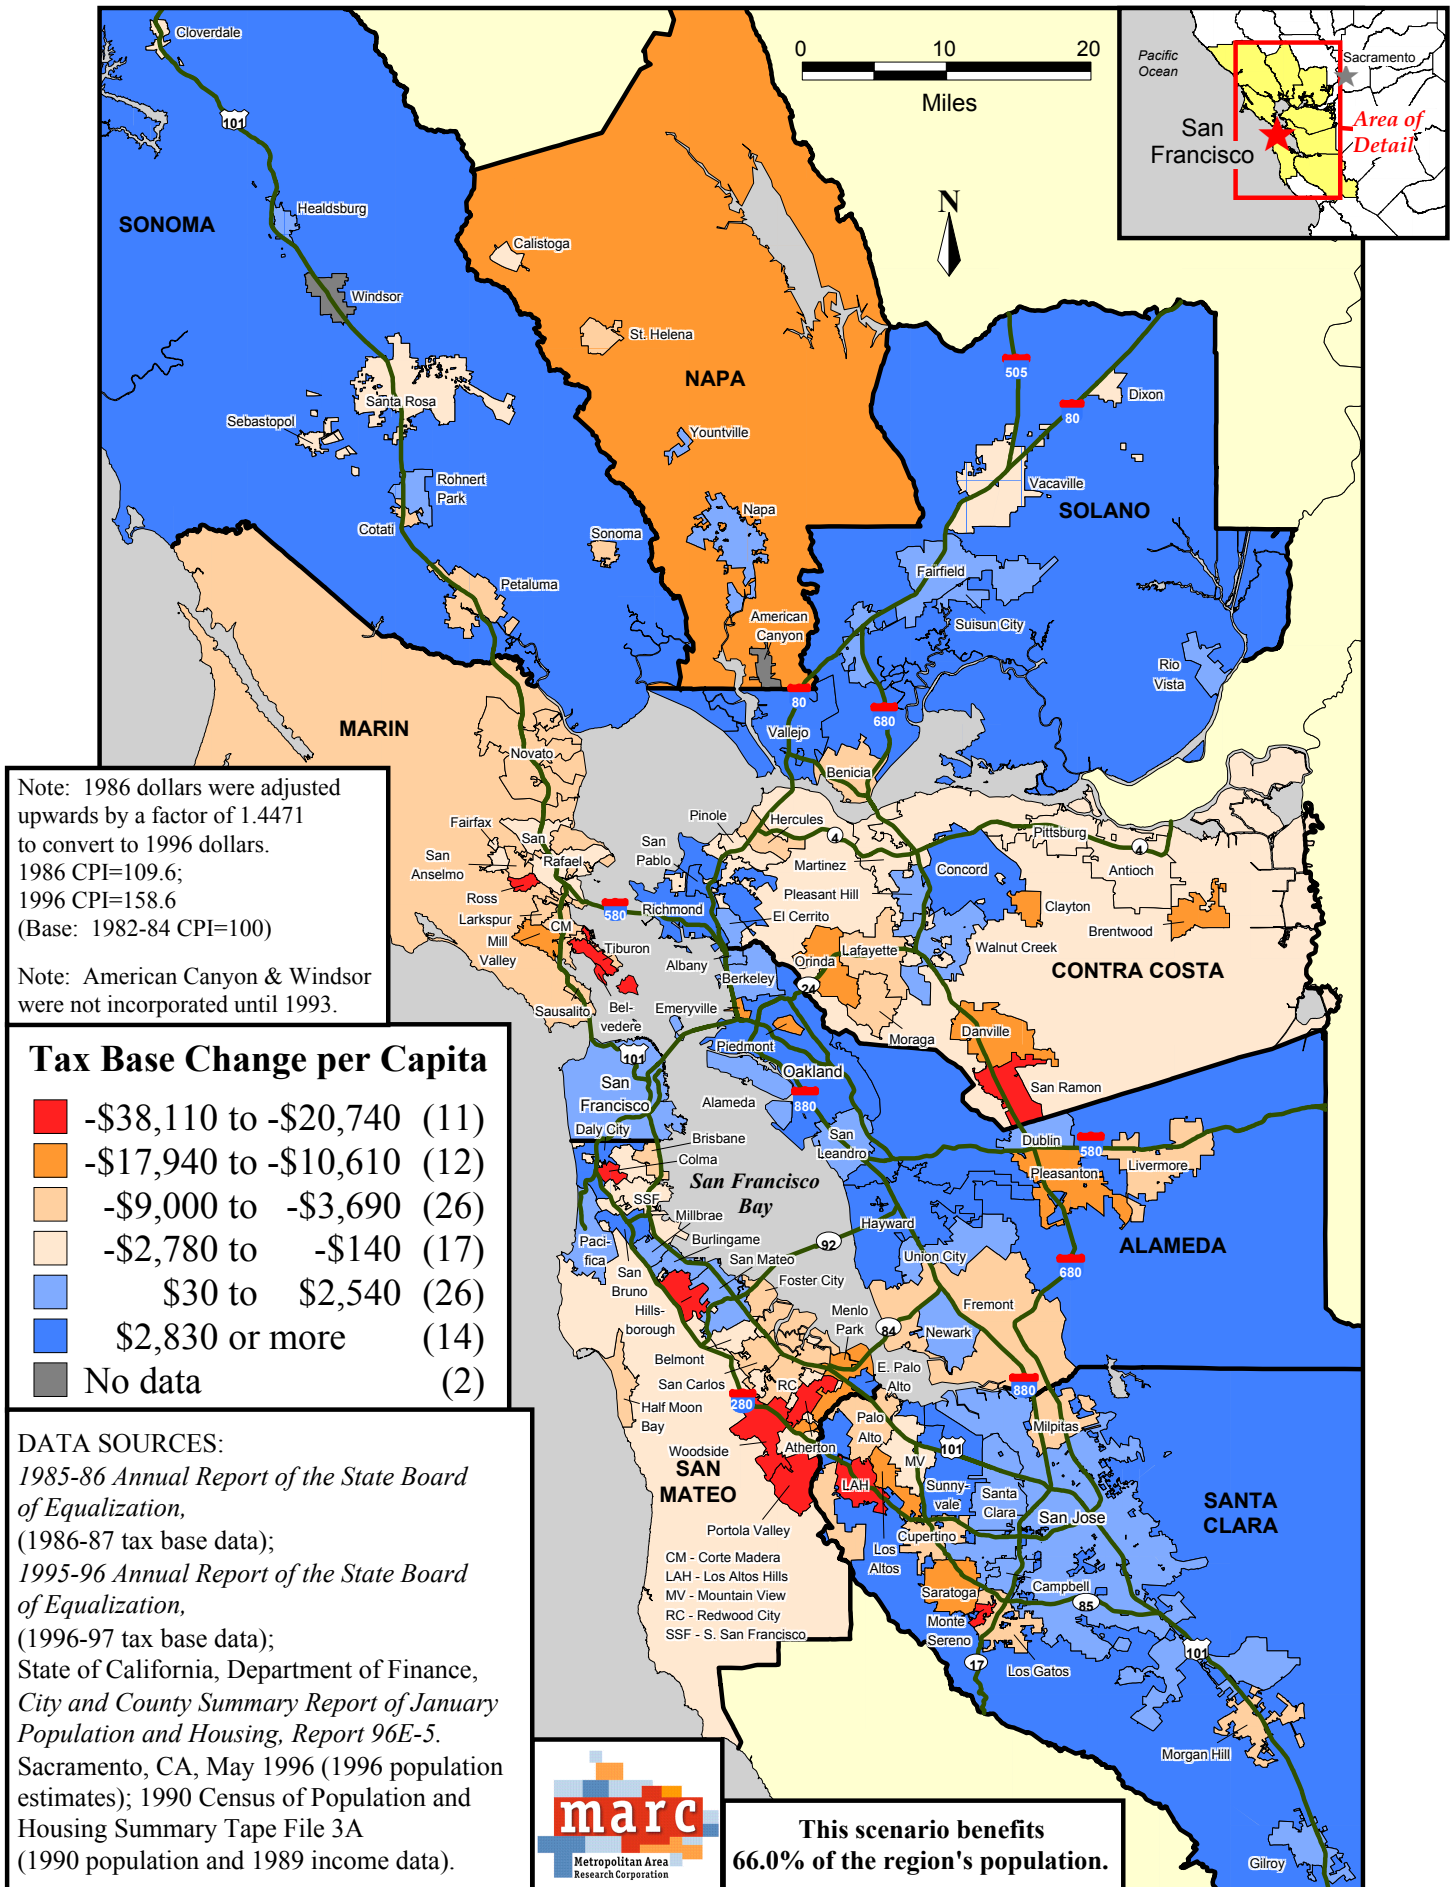 Cloverdale
101
SONOMA
Healdsburg
Windsor
Santa Rosa
Sebastopol
Rohnert
Park
Cotati
Sonoma
Petaluma
Calistoga
St. Helena
NAPA
Yountville
Napa
American
Canyon
0 10 20
Miles
N
Pacific
Ocean
Sacramento
San
Francisco
Area of
Detail
505
80
Dixon
Vacaville
SOLANO
Fairfield
Suisun City
Rio
Vista
80
680
Vallejo
Benicia
MARIN
Novato
Fairfax
San
Rafael
San
Anselmo
Ross
Larkspur
CM
Mill
Valley
Tiburon
Sausalito
Bel-
vedere
580
Pinole
Hercules
4
San
Pablo
Martinez
Pleasant Hill
Richmond
El Cerrito
Albany
Berkeley
Emeryville
Piedmont
Pittsburg
4
Antioch
Concord
Clayton
Brentwood
Walnut Creek
Lafayette
Orinda
24
CONTRA COSTA
Moraga
Danville
San Ramon
101
San
Francisco
Daly City
Oakland
Alameda
880
San
Leandro
Dublin
580
Pleasanton
Livermore
Brisbane
Colma
San Francisco
Bay
SSF
Millbrae
Burlingame
Paci-
fica
San
Bruno
San Mateo
Foster City
92
Hayward
Union City
ALAMEDA
680
Hills-
borough
Menlo
Park
84
Fremont
Newark
Belmont
San Carlos
RC
E. Palo
Alto
880
Half Moon
Bay
280
Palo
Alto
Milpitas
Woodside
Atherton
101
MV
SAN
MATEO
LAH
Sunny-
vale
Santa
Clara
San Jose
SANTA
CLARA
Portola Valley
Cupertino
Los
Altos
Campbell
Saratoga
85
Monte
Sereno
17
Los Gatos
101
Morgan Hill
Gilroy
CM - Corte Madera
LAH - Los Altos Hills
MV - Mountain View
RC - Redwood City
SSF - S. San Francisco
Note: 1986 dollars were adjusted
upwards by a factor of 1.4471
to convert to 1996 dollars.
1986 CPI=109.6;
1996 CPI=158.6
(Base: 1982-84 CPI=100)
Note: American Canyon & Windsor
were not incorporated until 1993.
Tax Base Change per Capita
-$38,110 to -$20,740 (11)
-$17,940 to -$10,610 (12)
-$9,000 to -$3,690 (26)
-$2,780 to -$140 (17)
$30 to $2,540 (26)
$2,830 or more (14)
No data (2)
DATA SOURCES:
1985-86 Annual Report of the State Board
of Equalization,
(1986-87 tax base data);
1995-96 Annual Report of the State Board
of Equalization,
(1996-97 tax base data);
State of California, Department of Finance,
City and County Summary Report of January
Population and Housing, Report 96E-5.
Sacramento, CA, May 1996 (1996 population
estimates); 1990 Census of Population and
Housing Summary Tape File 3A
(1990 population and 1989 income data).
marc
Metropolitan Area
Research Corporation
This scenario benefits
66.0% of the region's population.